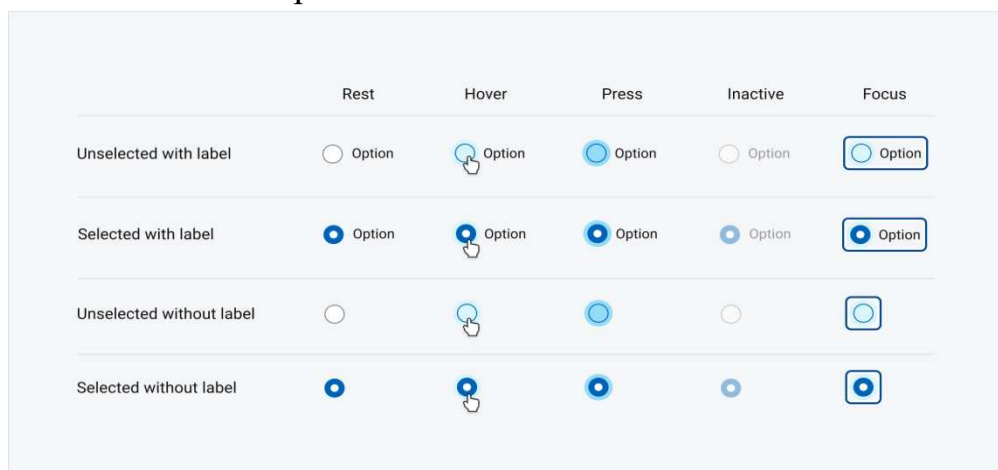 Rest Hover Press Inactive Focus
Unselected with label Option Option Option Option Option
Selected with label Option Option Option Option Option
Unselected without label
Selected without label